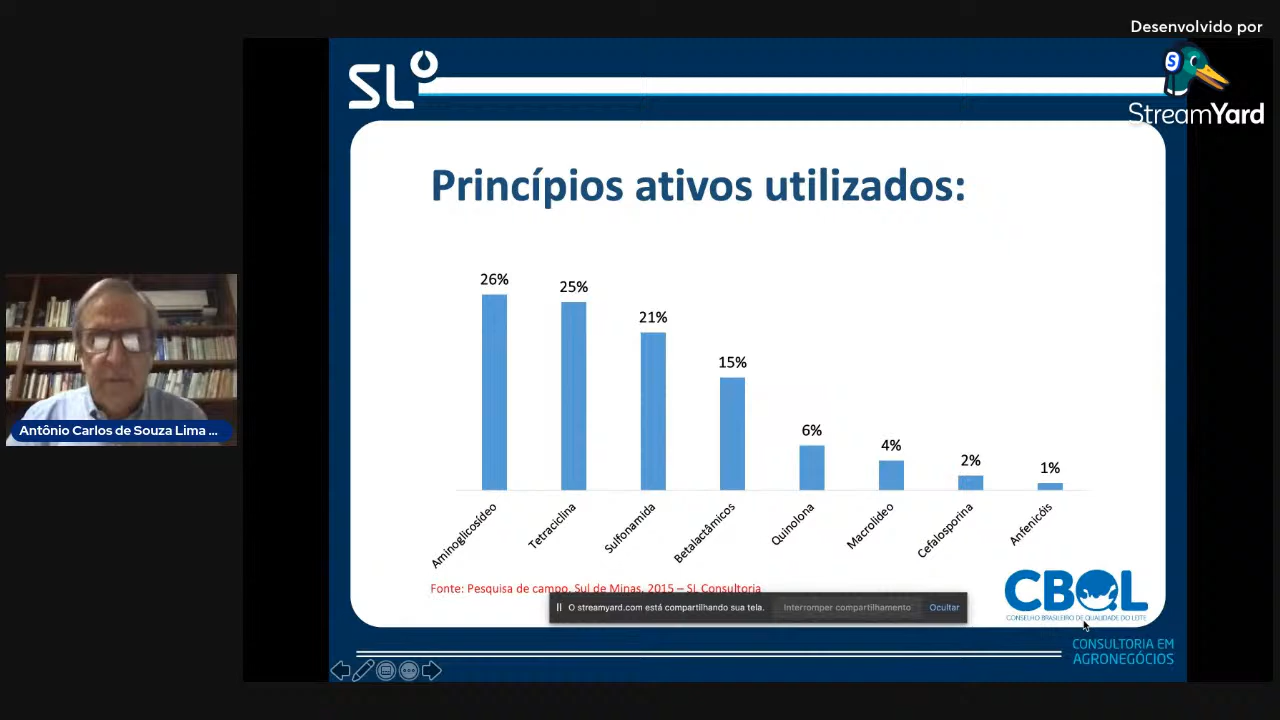 Desenvolvido por
S
StreamYard
SL
Princípios ativos utilizados:
26%
25%
21%
15%
6%
4%
2%
1%
Aminoglicosídeo
Tetraciclina
Sulfonamida
Betalactâmicos
Quinolona
Macrolídeo
Cefalosporina
Anfenicóis
Fonte: Pesquisa de campo, Sul de Minas, 2015 – SL Consultoria
O streamyard.com está compartilhando sua tela.
Interromper compartilhamento
Ocultar
CBQL
CONSELHO BRASILEIRO DE QUALIDADE DO LEITE
CONSULTORIA EM
AGRONEGÓCIOS
Antônio Carlos de Souza Lima ...